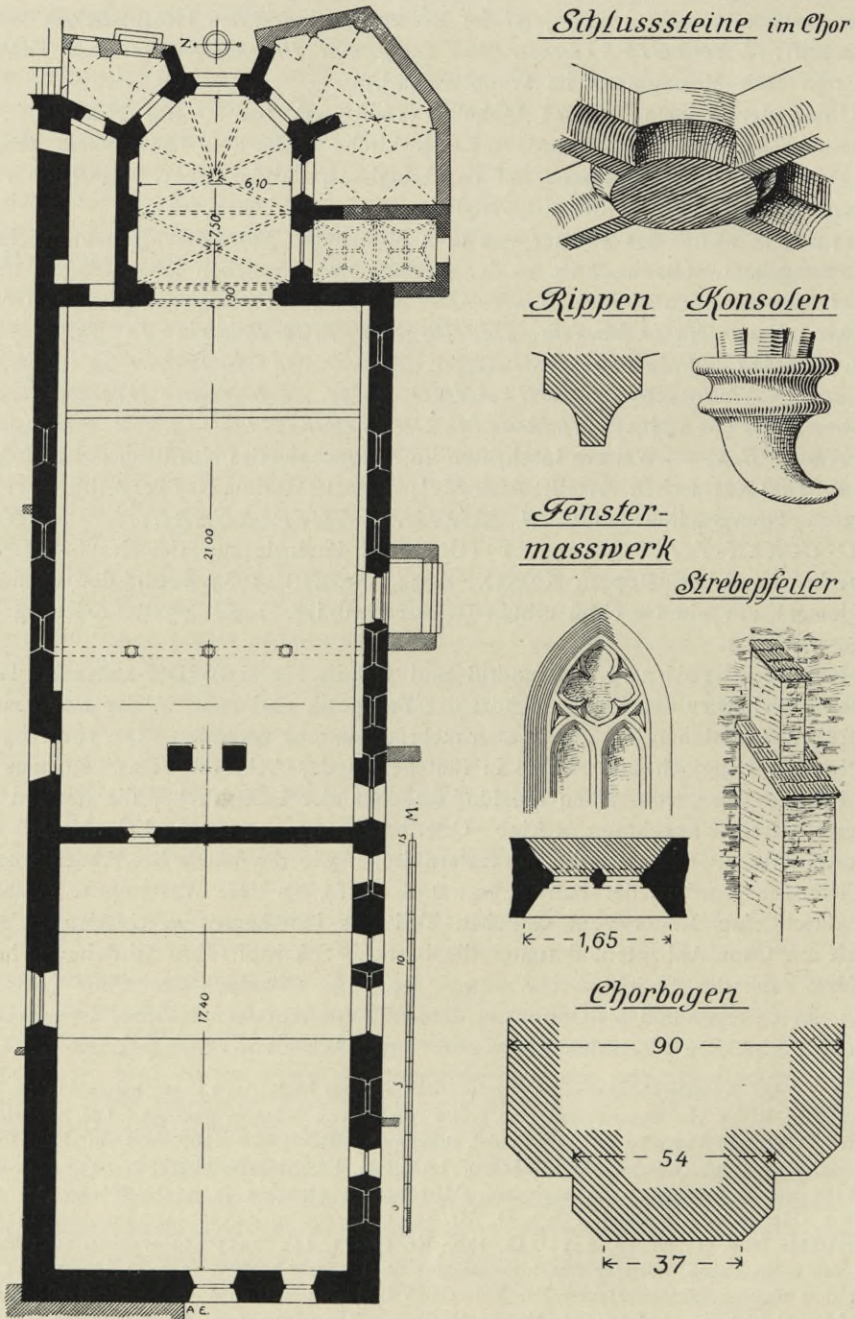 Schlusssteine im Chor
N.
6,10
7,50
90
Rippen
Konsolen
21.00
Fenster-
masswerk
Strebepfeiler
M.
15
10
5
0
1,65
17.40
Chorbogen
90
54
37
A E.